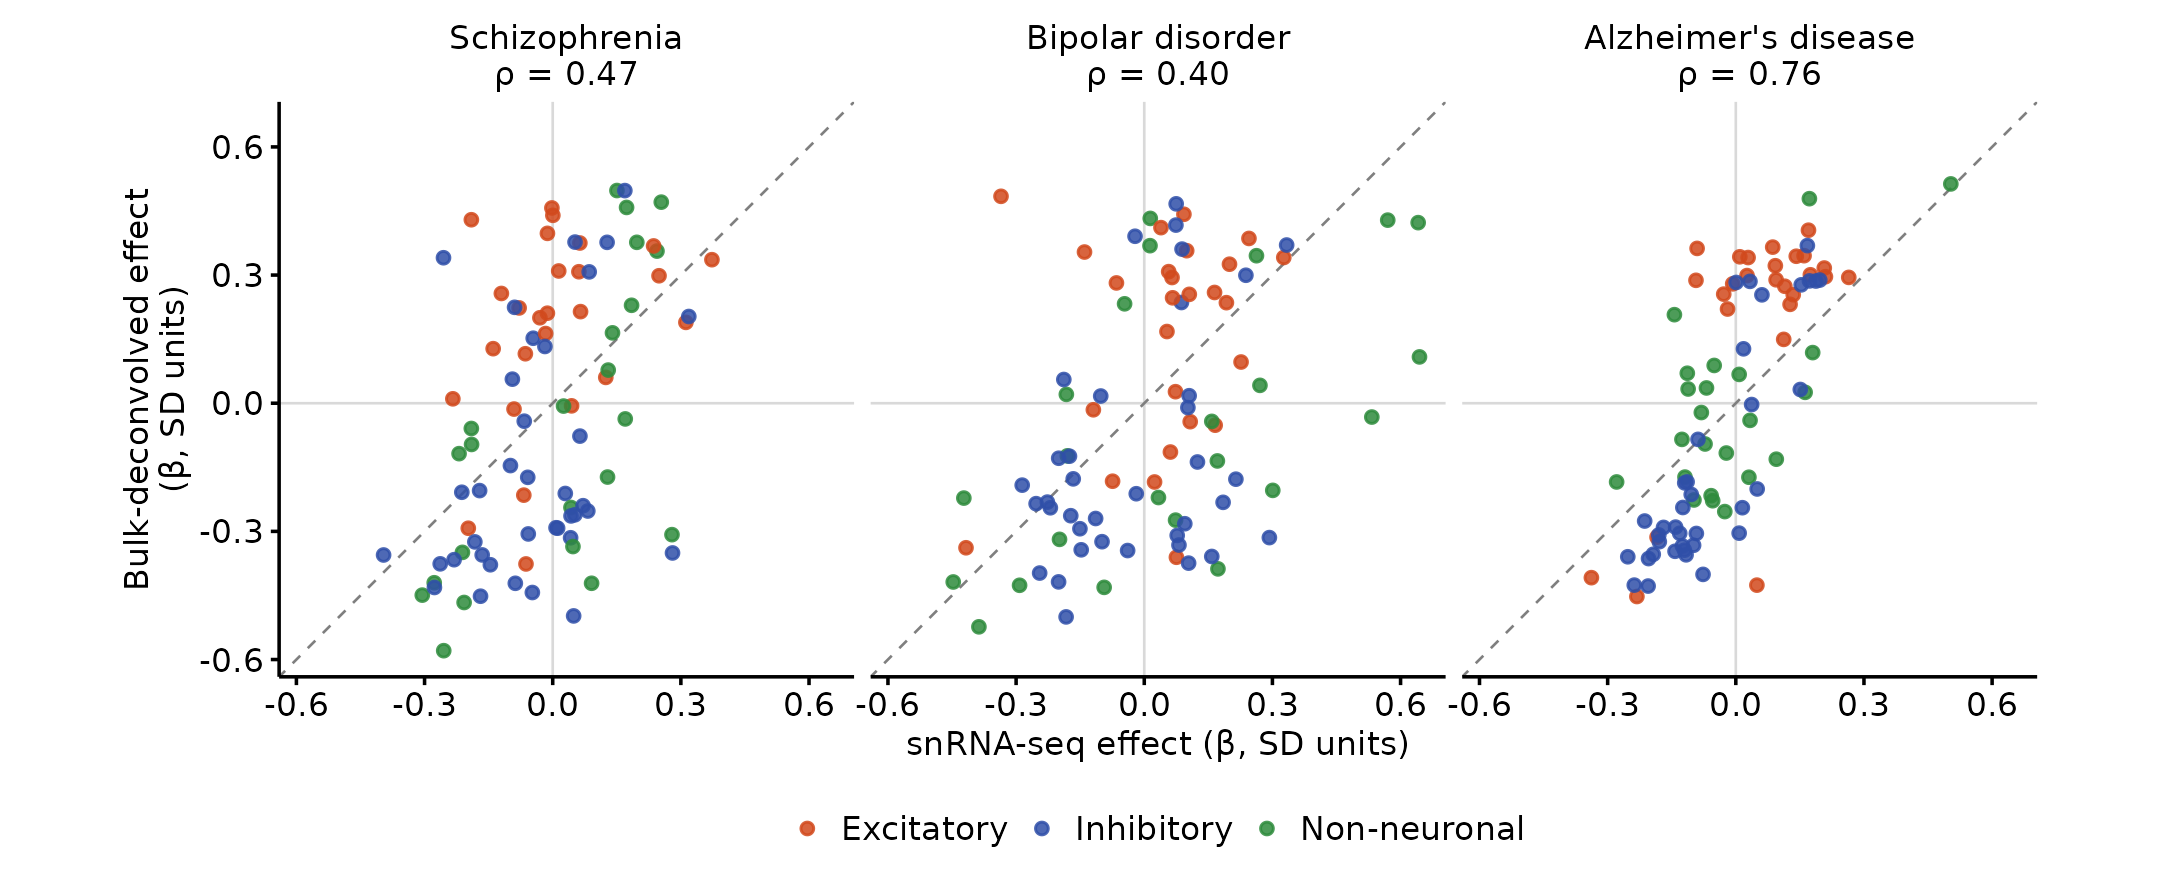 Schizophrenia
ρ = 0.47
Bipolar disorder
ρ = 0.40
Alzheimer's disease
ρ = 0.76
Bulk-deconvolved effect
(β, SD units)
0.6
0.3
0.0
-0.3
-0.6
-0.6 -0.3 0.0 0.3 0.6
-0.6 -0.3 0.0 0.3 0.6
-0.6 -0.3 0.0 0.3 0.6
snRNA-seq effect (β, SD units)
Excitatory Inhibitory Non-neuronal